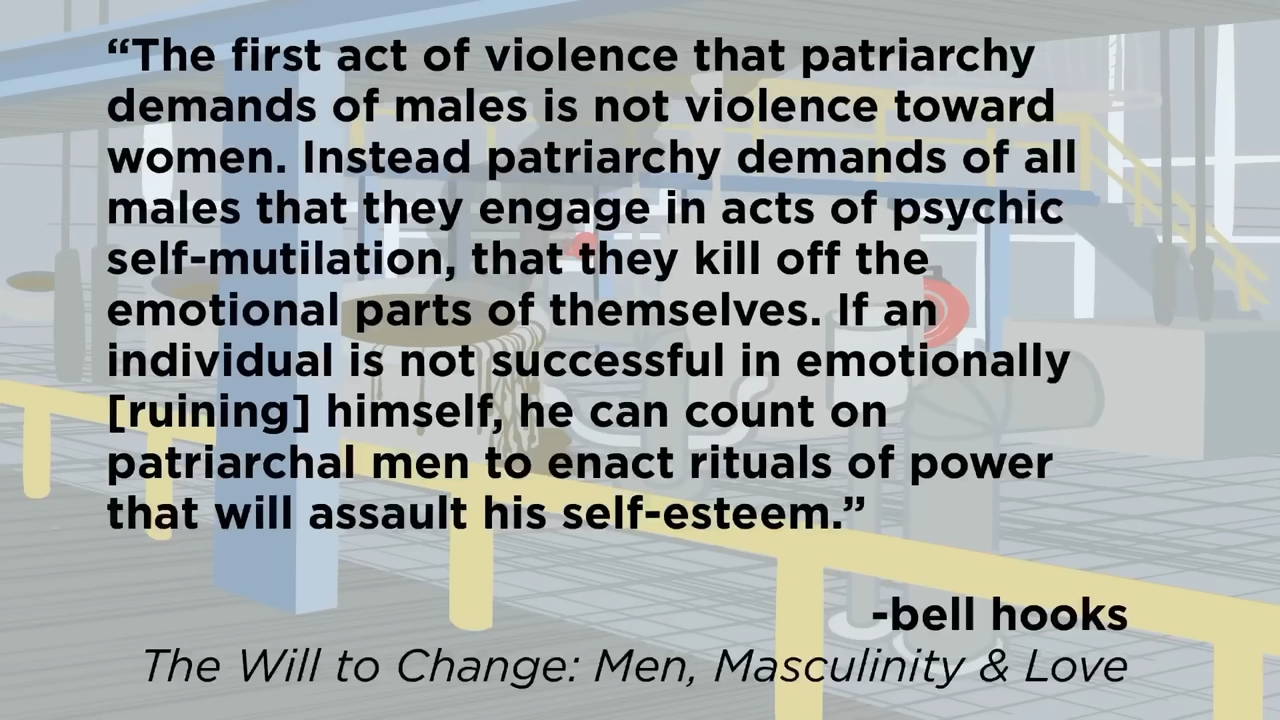 “The first act of violence that patriarchy
demands of males is not violence toward
women. Instead patriarchy demands of all
males that they engage in acts of psychic
self-mutilation, that they kill off the
emotional parts of themselves. If an
individual is not successful in emotionally
[ruining] himself, he can count on
patriarchal men to enact rituals of power
that will assault his self-esteem.”
-bell hooks
The Will to Change: Men, Masculinity & Love